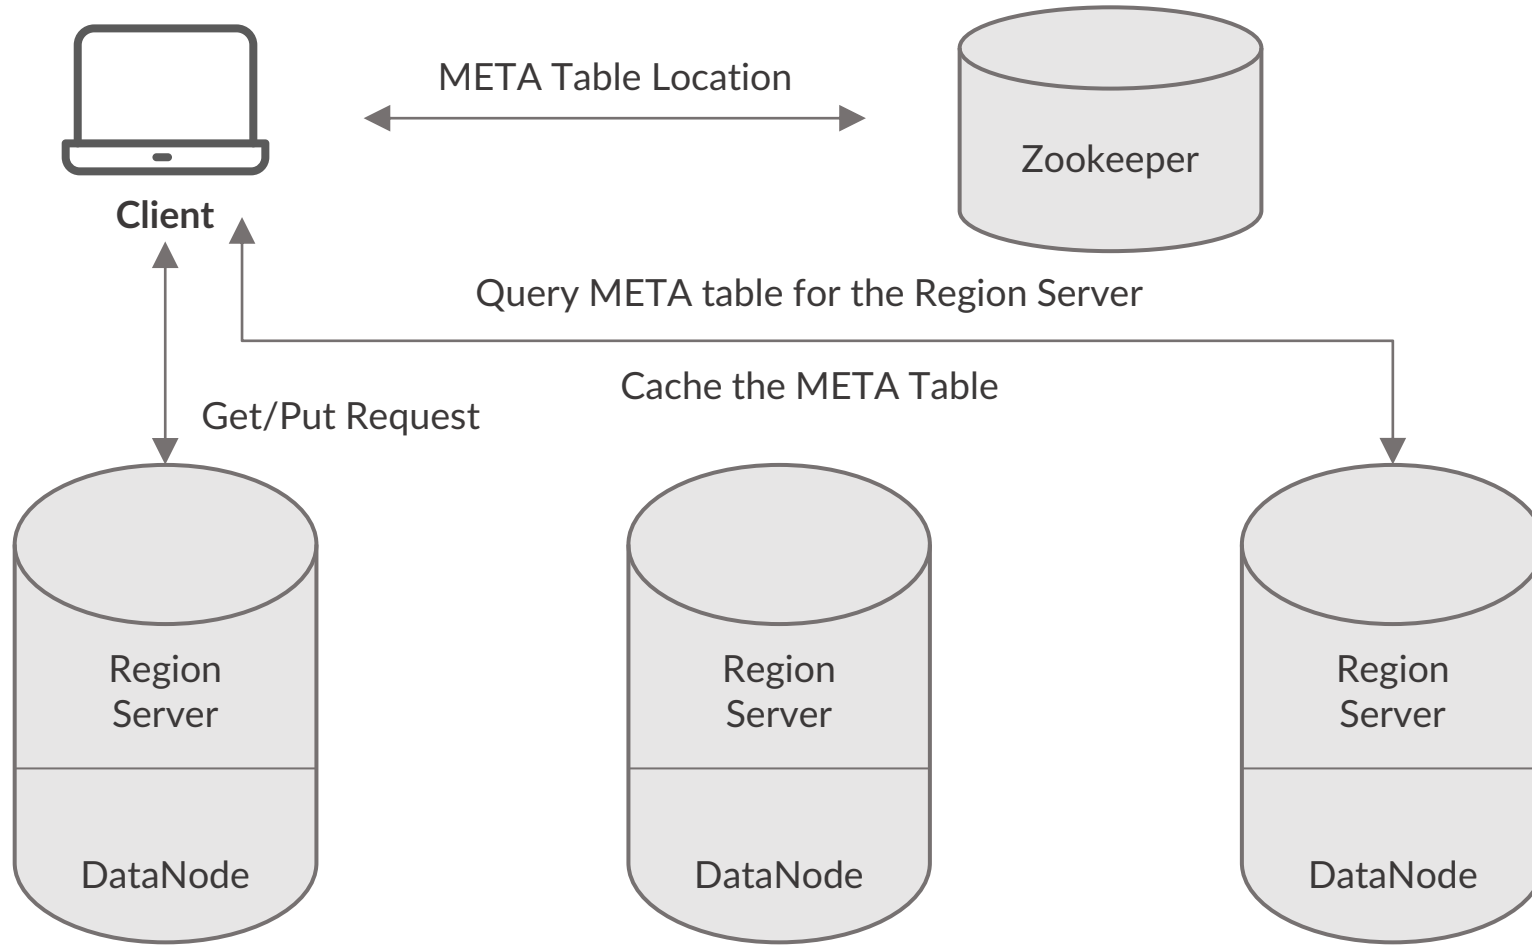 META Table Location
Zookeeper
Client
Query META table for the Region Server
Cache the META Table
Get/Put Request
Region
Server
DataNode
Region
Server
DataNode
Region
Server
DataNode